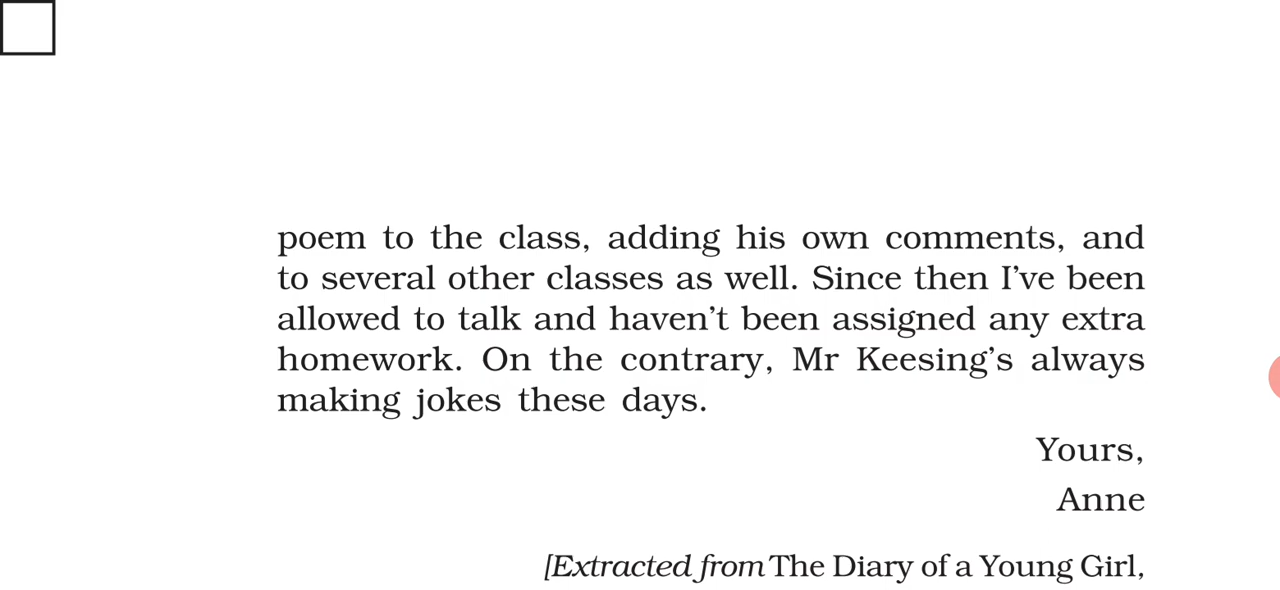 poem to the class, adding his own comments, and
to several other classes as well. Since then I've been
allowed to talk and haven't been assigned any extra
homework. On the contrary, Mr Keesing's always
making jokes these days.
Yours,
Anne
[Extracted from The Diary of a Young Girl,